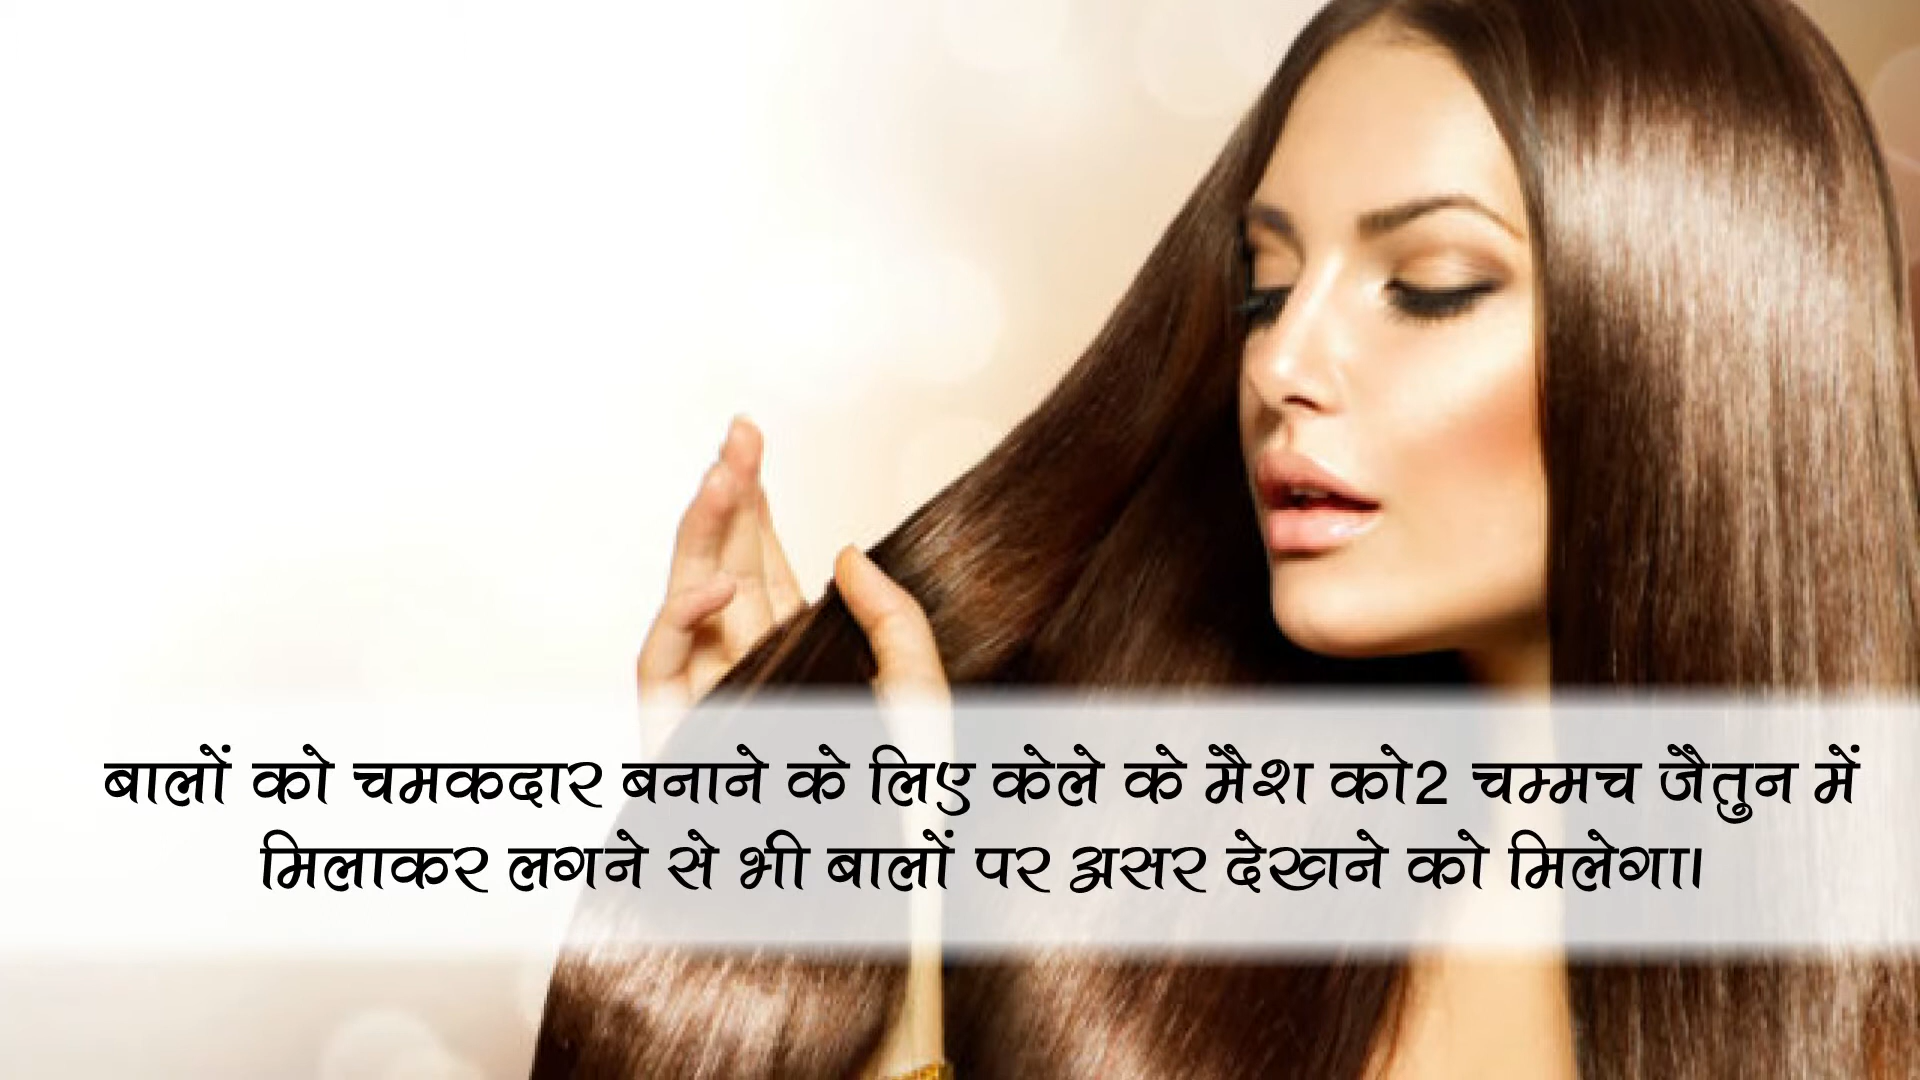 बालों को चमकदार बनाने के लिए केले के मैश को2 चम्मच जैतुन में
मिलाकर लगने से भी बालों पर असर देखने को मिलेगा।